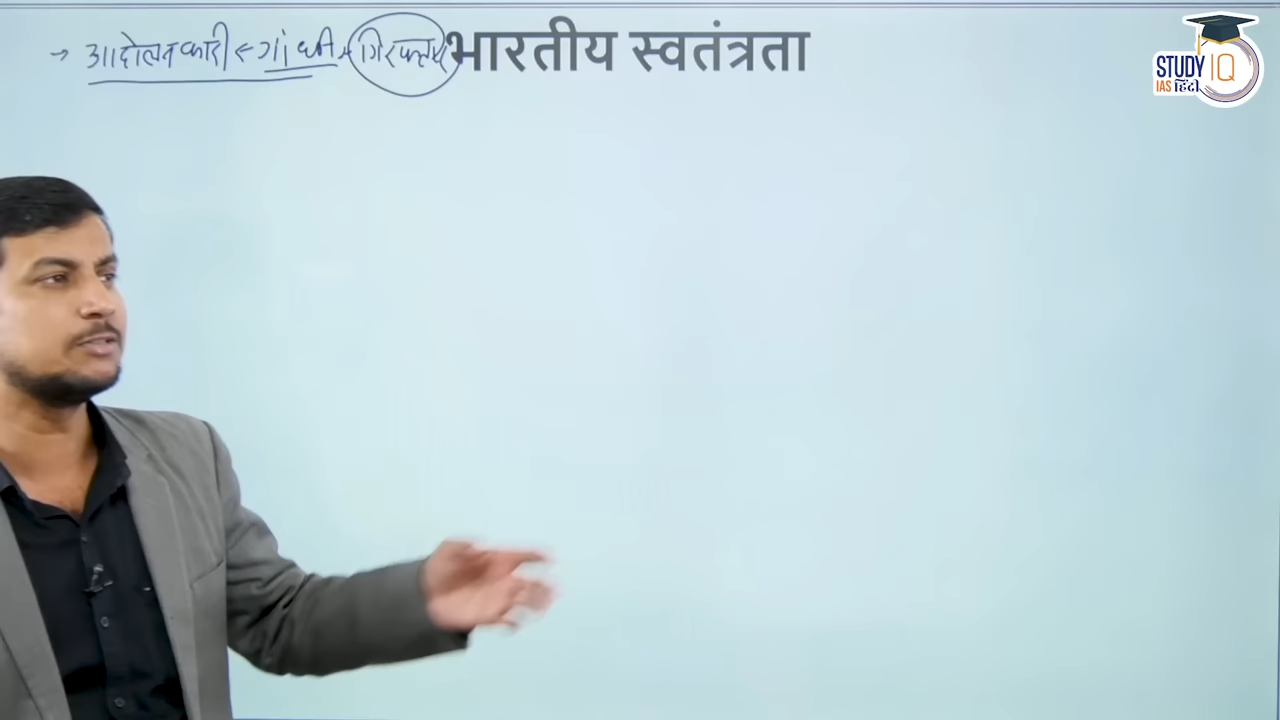 → आंदोलनकारी ← गांधी → गिरफ्तार भारतीय स्वतंत्रता
STUDY IQ
IAS हिंदी